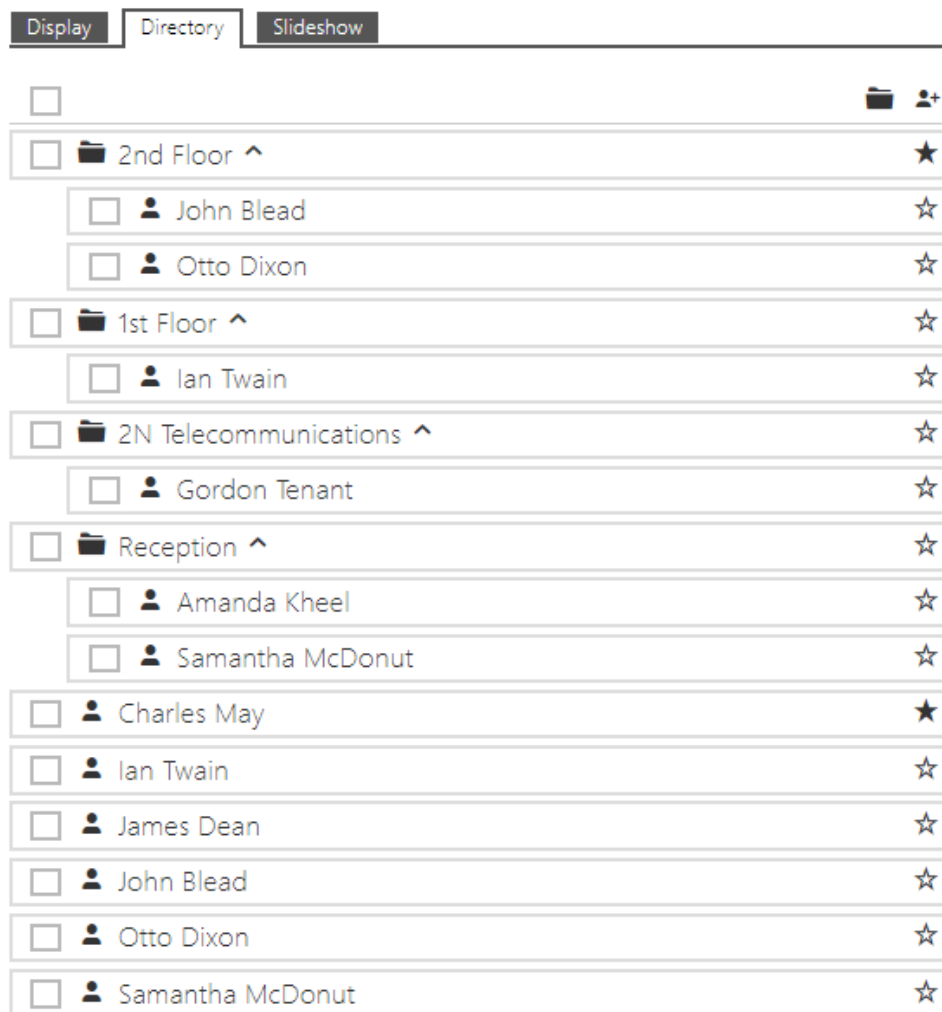 Display Directory Slideshow
2nd Floor
John Blead
Otto Dixon
1st Floor
Ian Twain
2N Telecommunications
Gordon Tenant
Reception
Amanda Kheel
Samantha McDonut
Charles May
Ian Twain
James Dean
John Blead
Otto Dixon
Samantha McDonut